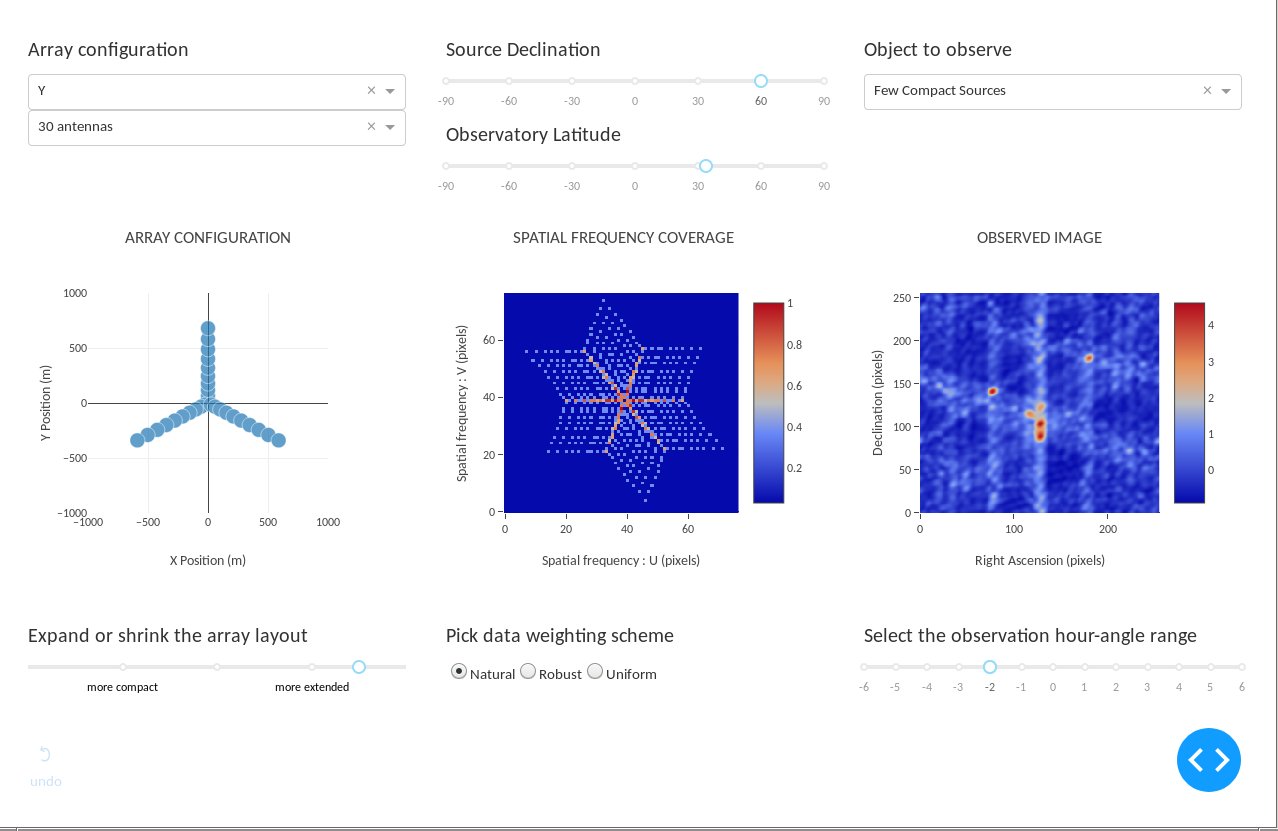 Array configuration
Source Declination
Object to observe
Y
×
-90 -60 -30 0 30 60 90
Few Compact Sources
×
30 antennas
×
Observatory Latitude
-90 -60 -30 0 30 60 90
ARRAY CONFIGURATION
SPATIAL FREQUENCY COVERAGE
OBSERVED IMAGE
1000
500
0
−500
−1000
−1000 −500 0 500 1000
Y Position (m)
X Position (m)
60
40
20
0
0 20 40 60
Spatial frequency : V (pixels)
Spatial frequency : U (pixels)
1
0.8
0.6
0.4
0.2
250
200
150
100
50
0
0 100 200
Declination (pixels)
Right Ascension (pixels)
4
3
2
1
0
Expand or shrink the array layout
more compact more extended
Pick data weighting scheme
Natural Robust Uniform
Select the observation hour-angle range
-6 -5 -4 -3 -2 -1 0 1 2 3 4 5 6
undo